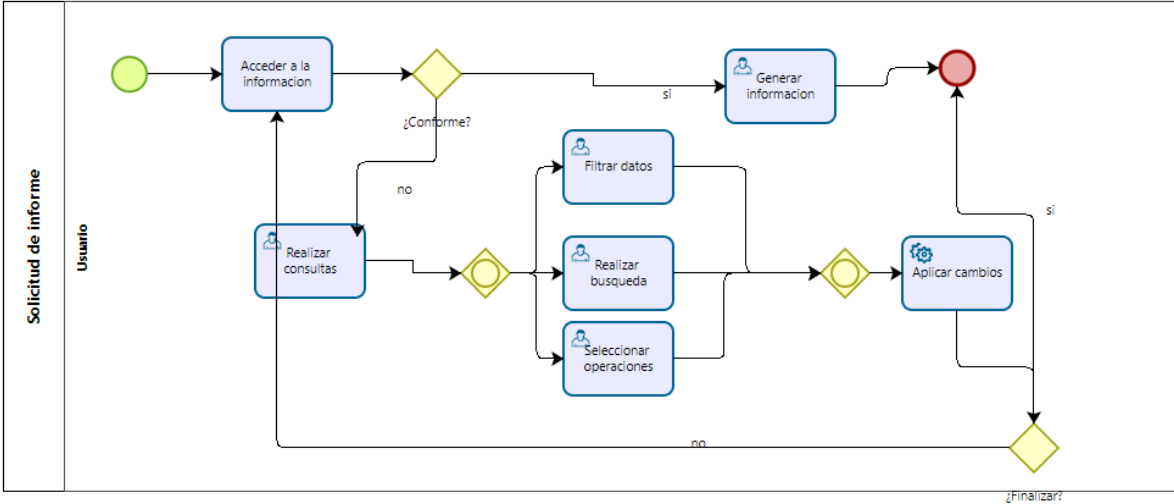 Solicitud de informe
Usuario
Acceder a la
informacion
¿Conforme?
si
Generar
informacion
no
Realizar
consultas
Filtrar datos
Realizar
busqueda
Seleccionar
operaciones
Aplicar cambios
si
no
¿Finalizar?